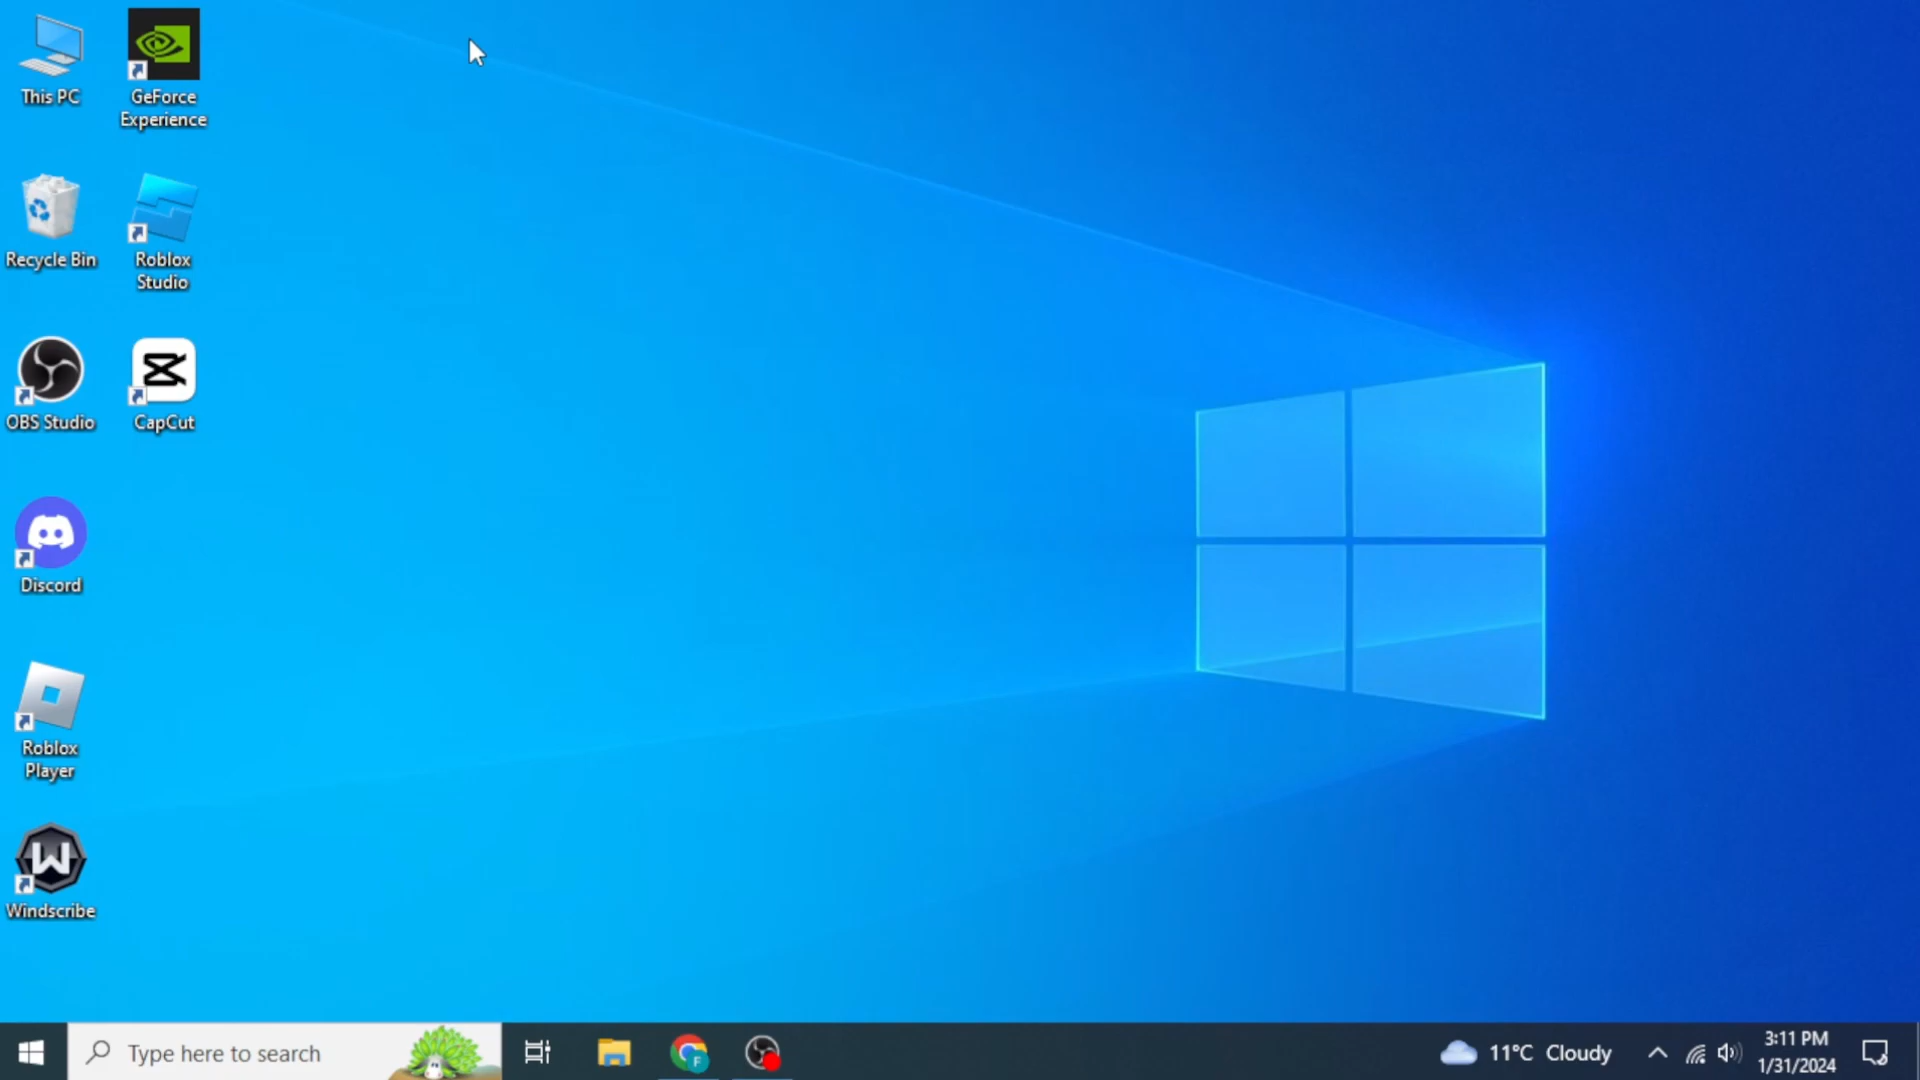 This PC
GeForce
Experience
Recycle Bin
Roblox
Studio
OBS Studio
CapCut
Discord
Roblox
Player
Windscribe
Type here to search
F
11°C Cloudy
3:11 PM
1/31/2024